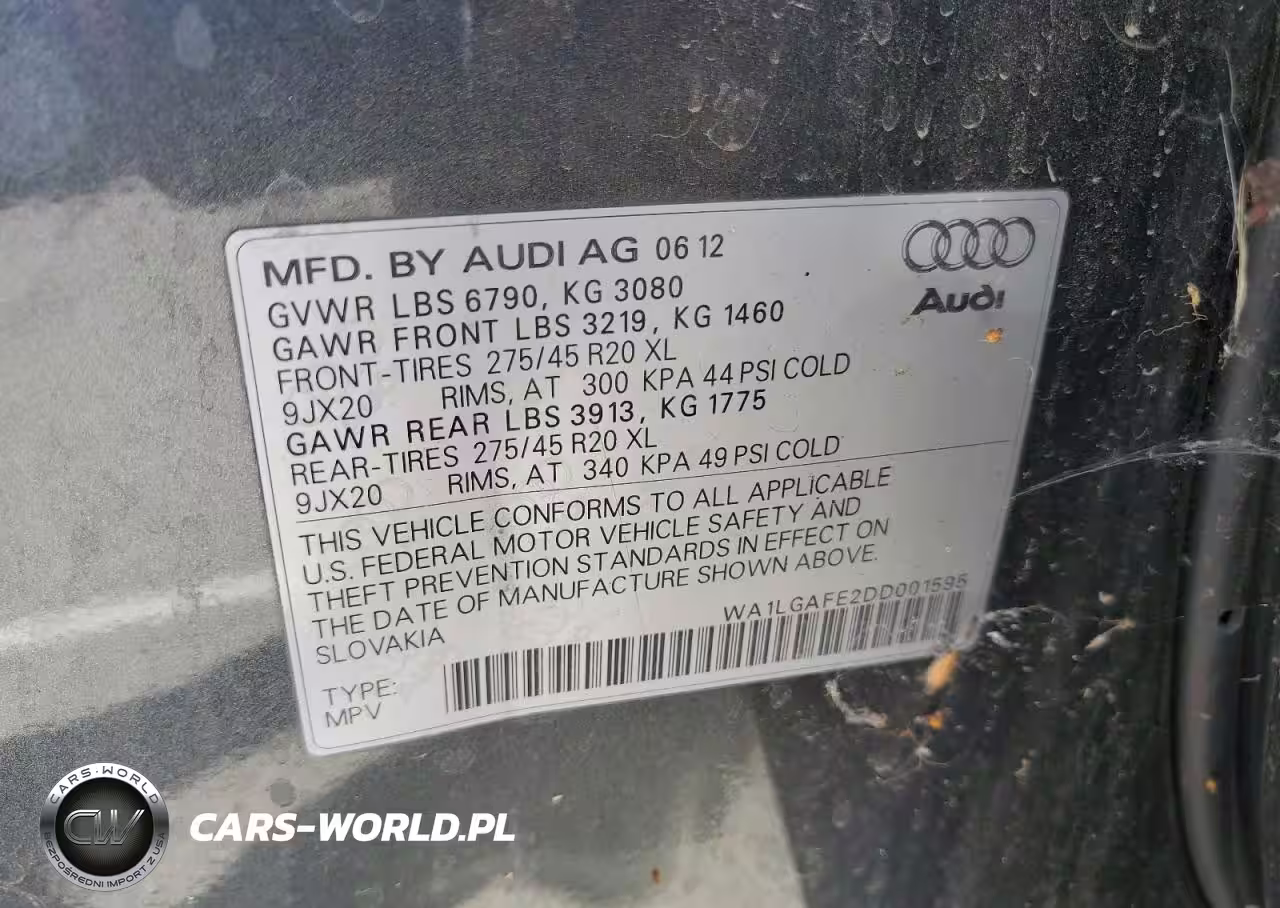 MFD. BY AUDI AG 06 12
GVWR LBS 6790, KG 3080
GAWR FRONT LBS 3219, KG 1460
FRONT-TIRES 275/45 R20 XL
9JX20 RIMS, AT 300 KPA 44 PSI COLD
GAWR REAR LBS 3913, KG 1775
REAR-TIRES 275/45 R20 XL
9JX20 RIMS, AT 340 KPA 49 PSI COLD
Audi
THIS VEHICLE CONFORMS TO ALL APPLICABLE
U.S. FEDERAL MOTOR VEHICLE SAFETY AND
THEFT PREVENTION STANDARDS IN EFFECT ON
THE DATE OF MANUFACTURE SHOWN ABOVE.
SLOVAKIA
WA1LGAFE2DD001595
TYPE:
MPV
CARS-WORLD
CW
BEZPOŚREDNI IMPORT Z USA
CARS-WORLD.PL